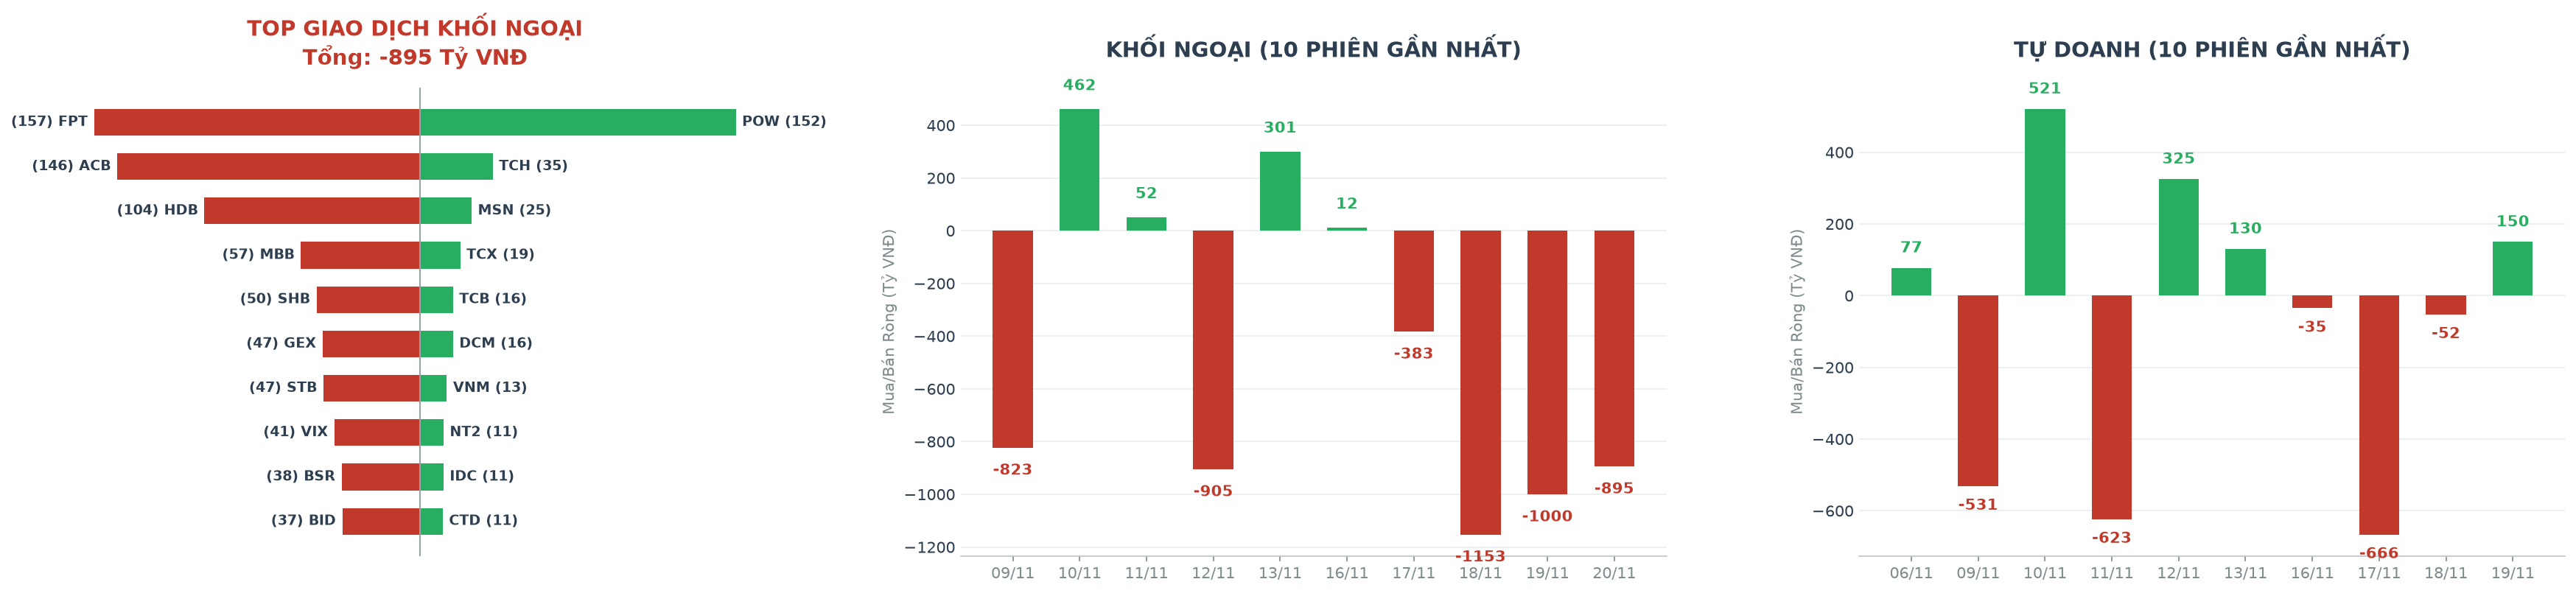 TOP GIAO DỊCH KHỐI NGOẠI
Tổng: -895 Tỷ VNĐ
(157) FPT POW (152)
(146) ACB TCH (35)
(104) HDB MSN (25)
(57) MBB TCX (19)
(50) SHB TCB (16)
(47) GEX DCM (16)
(47) STB VNM (13)
(41) VIX NT2 (11)
(38) BSR IDC (11)
(37) BID CTD (11)
KHỐI NGOẠI (10 PHIÊN GẦN NHẤT)
Mua/Bán Ròng (Tỷ VNĐ)
400
200
0
−200
−400
−600
−800
−1000
−1200
-823
462
52
-905
301
12
-383
-1153
-1000
-895
09/11 10/11 11/11 12/11 13/11 16/11 17/11 18/11 19/11 20/11
TỰ DOANH (10 PHIÊN GẦN NHẤT)
Mua/Bán Ròng (Tỷ VNĐ)
400
200
0
−200
−400
−600
77
-531
521
-623
325
130
-35
-666
-52
150
06/11 09/11 10/11 11/11 12/11 13/11 16/11 17/11 18/11 19/11